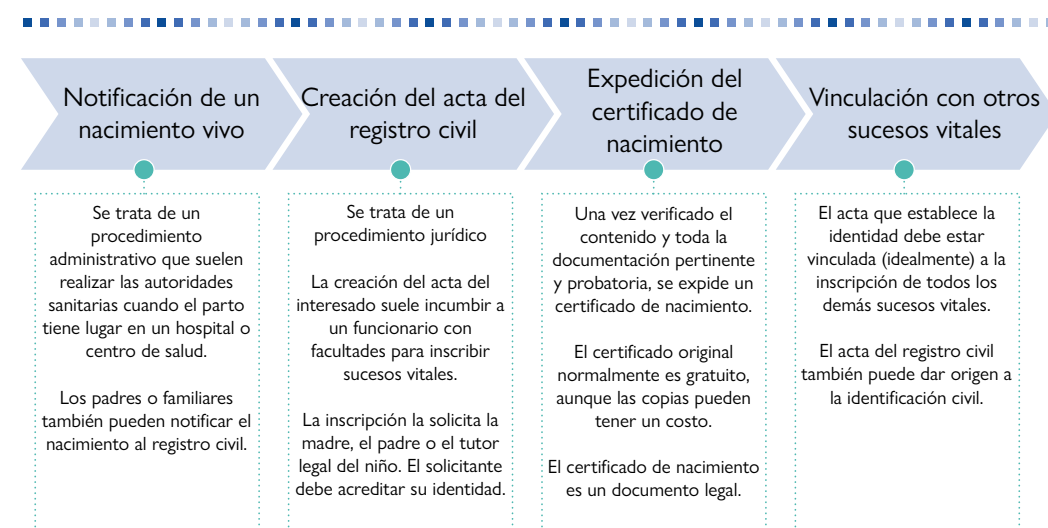 Notificación de un
nacimiento vivo
Se trata de un
procedimiento
administrativo que suelen
realizar las autoridades
sanitarias cuando el parto
tiene lugar en un hospital o
centro de salud.
Los padres o familiares
también pueden notificar el
nacimiento al registro civil.
Creación del acta del
registro civil
Se trata de un
procedimiento jurídico
La creación del acta del
interesado suele incumbir a
un funcionario con
facultades para inscribir
sucesos vitales.
La inscripción la solicita la
madre, el padre o el tutor
legal del niño. El solicitante
debe acreditar su identidad.
Expedición del
certificado de
nacimiento
Una vez verificado el
contenido y toda la
documentación pertinente
y probatoria, se expide un
certificado de nacimiento.
El certificado original
normalmente es gratuito,
aunque las copias pueden
tener un costo.
El certificado de nacimiento
es un documento legal.
Vinculación con otros
sucesos vitales
El acta que establece la
identidad debe estar
vinculada (idealmente) a la
inscripción de todos los
demás sucesos vitales.
El acta del registro civil
también puede dar origen a
la identificación civil.